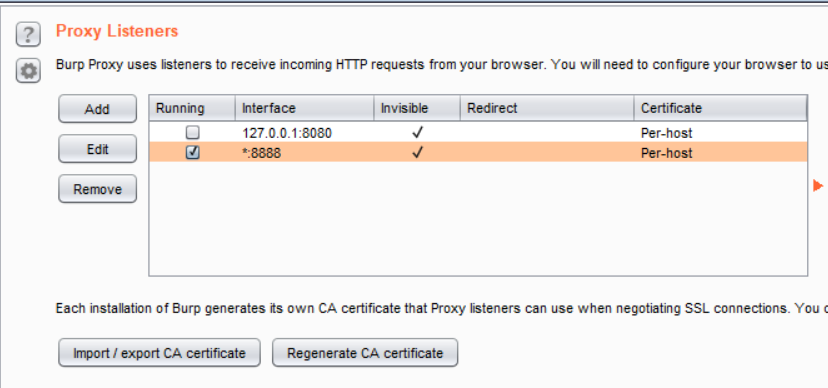 Proxy Listeners
Burp Proxy uses listeners to receive incoming HTTP requests from your browser. You will need to configure your browser to us
Add
Edit
Remove
Running Interface Invisible Redirect Certificate
127.0.0.1:8080 ✓ Per-host
*:8888 ✓ Per-host
Each installation of Burp generates its own CA certificate that Proxy listeners can use when negotiating SSL connections. You c
Import / export CA certificate Regenerate CA certificate